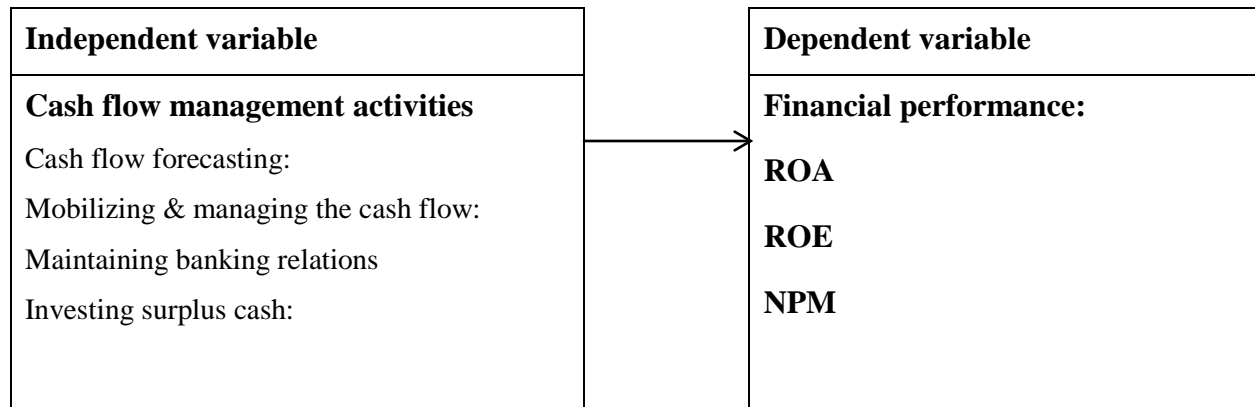 Independent variable
Cash flow management activities
Cash flow forecasting:
Mobilizing & managing the cash flow:
Maintaining banking relations
Investing surplus cash:
Dependent variable
Financial performance:
ROA
ROE
NPM